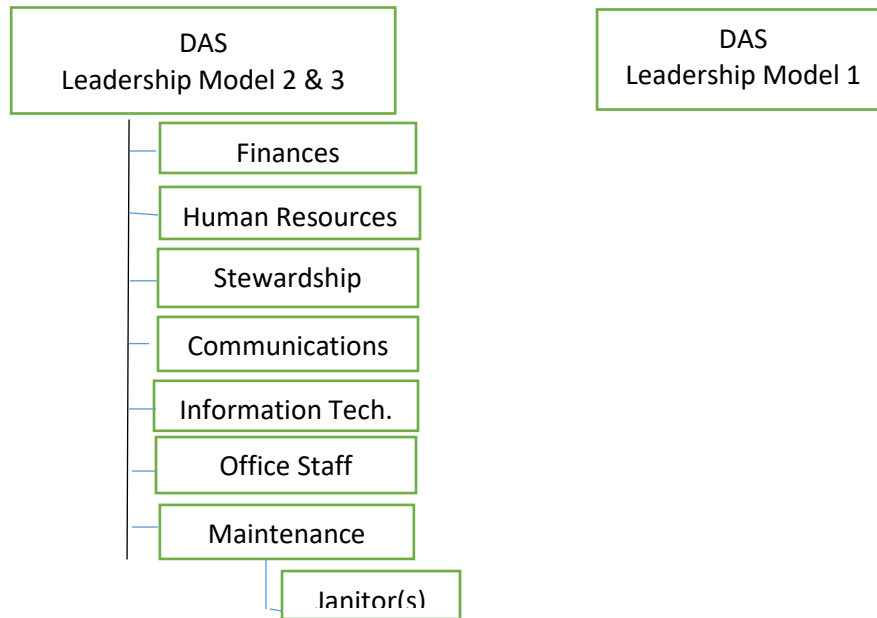 DAS
Leadership Model 2 & 3
Finances
Human Resources
Stewardship
Communications
Information Tech.
Office Staff
Maintenance
Janitor(s)
DAS
Leadership Model 1